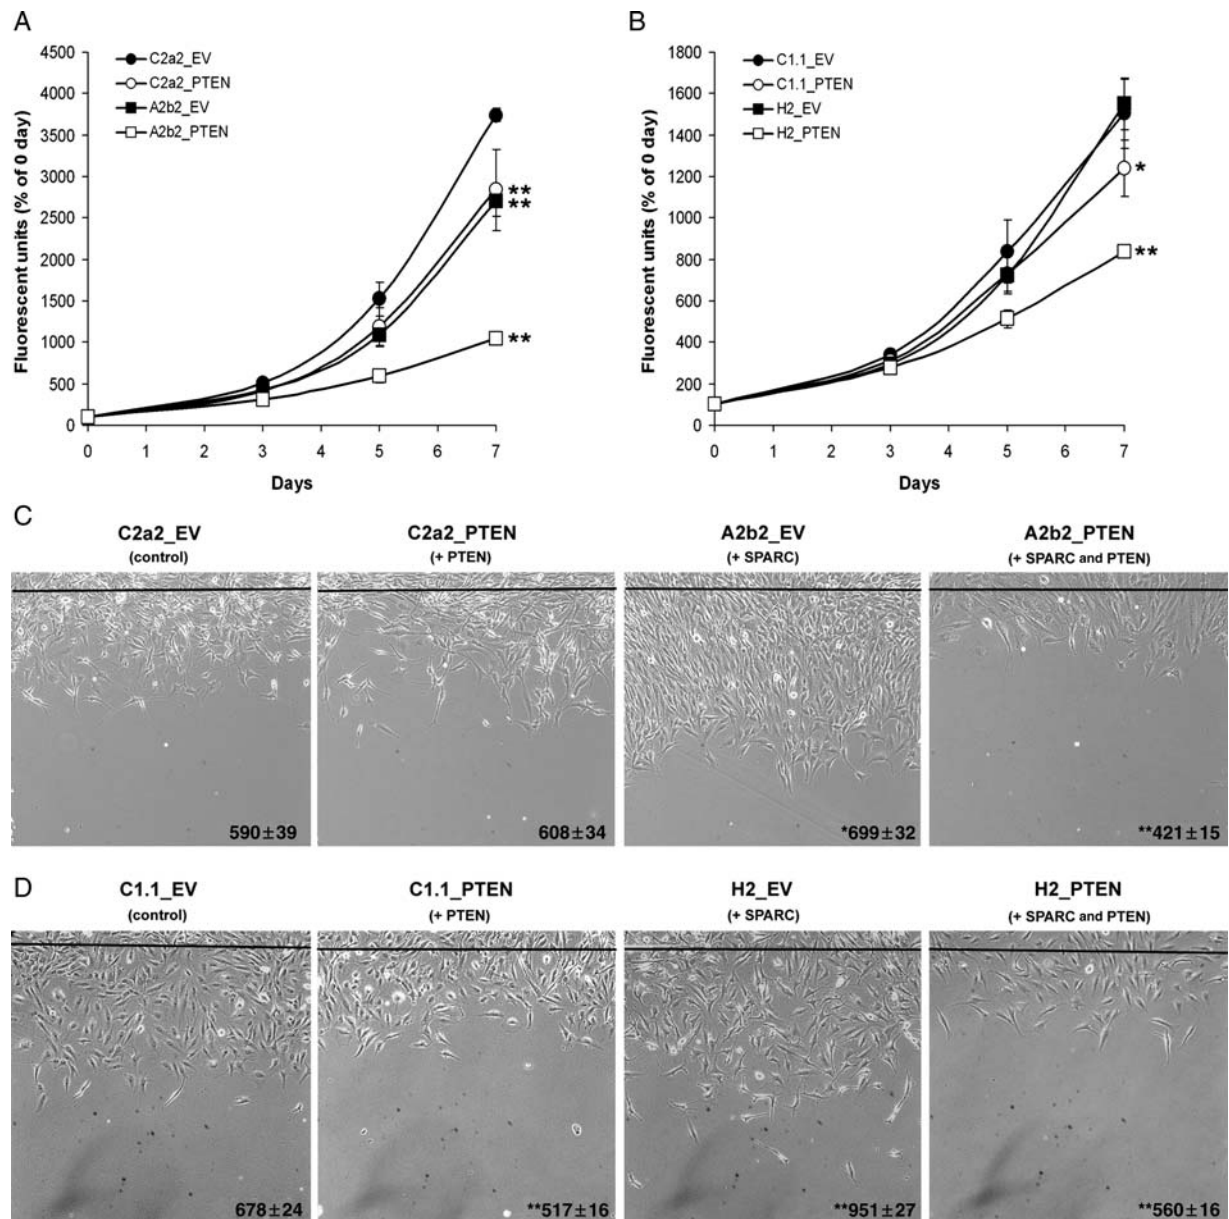 A
Fluorescent units (% of 0 day)
4500
4000
3500
3000
2500
2000
1500
1000
500
0
C2a2_EV
C2a2_PTEN
A2b2_EV
A2b2_PTEN
**
**
**
0 1 2 3 4 5 6 7
Days
B
Fluorescent units (% of 0 day)
1800
1600
1400
1200
1000
800
600
400
200
0
C1.1_EV
C1.1_PTEN
H2_EV
H2_PTEN
*
**
0 1 2 3 4 5 6 7
Days
C
C2a2_EV
(control)
590±39
C2a2_PTEN
(+ PTEN)
608±34
A2b2_EV
(+ SPARC)
*699±32
A2b2_PTEN
(+ SPARC and PTEN)
**421±15
D
C1.1_EV
(control)
678±24
C1.1_PTEN
(+ PTEN)
**517±16
H2_EV
(+ SPARC)
**951±27
H2_PTEN
(+ SPARC and PTEN)
**560±16